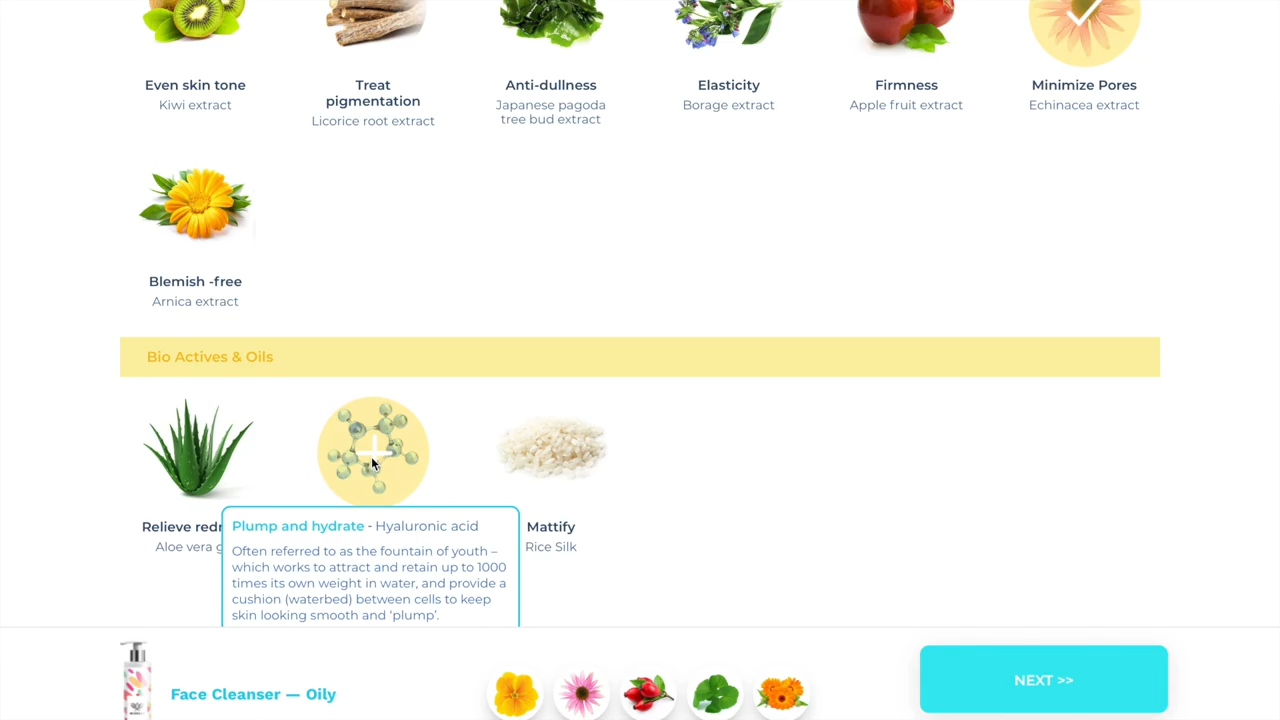 Even skin tone
Kiwi extract
Treat
pigmentation
Licorice root extract
Anti-dullness
Japanese pagoda
tree bud extract
Elasticity
Borage extract
Firmness
Apple fruit extract
Minimize Pores
Echinacea extract
Blemish -free
Arnica extract
Bio Actives & Oils
Relieve
Aloe vera
Plump and hydrate - Hyaluronic acid
Often referred to as the fountain of youth –
which works to attract and retain up to 1000
times its own weight in water, and provide a
cushion (waterbed) between cells to keep
skin looking smooth and ‘plump’.
Mattify
Rice Silk
Face Cleanser — Oily
NEXT >>